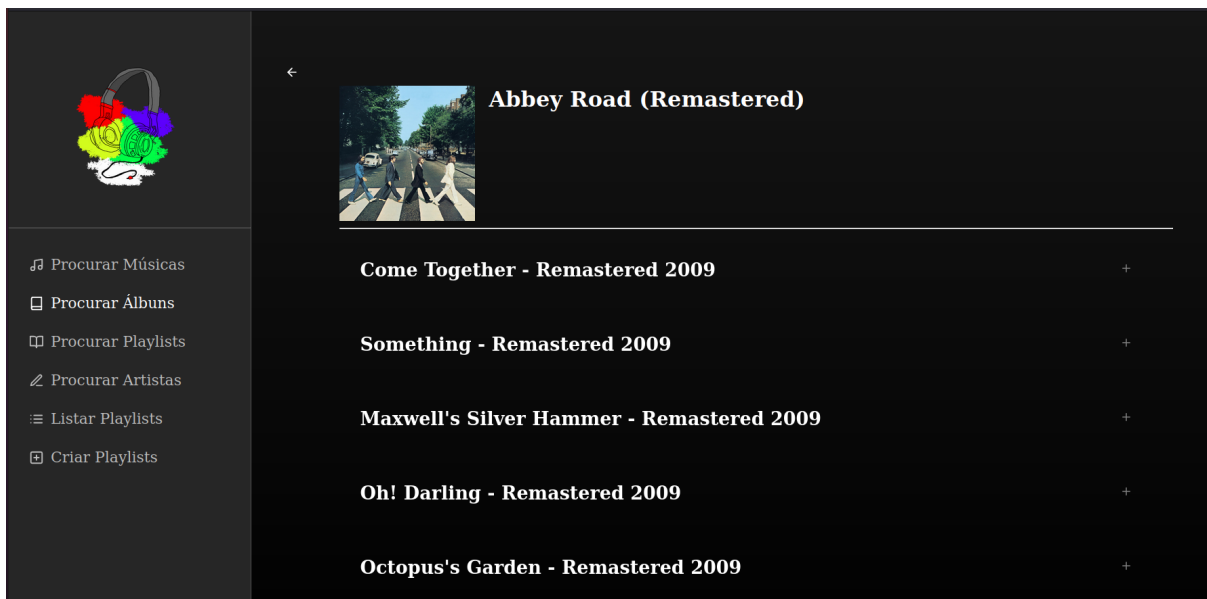 Abbey Road (Remastered)
Procurar Músicas
Procurar Álbuns
Procurar Playlists
Procurar Artistas
Listar Playlists
Criar Playlists
Come Together - Remastered 2009
Something - Remastered 2009
Maxwell's Silver Hammer - Remastered 2009
Oh! Darling - Remastered 2009
Octopus's Garden - Remastered 2009